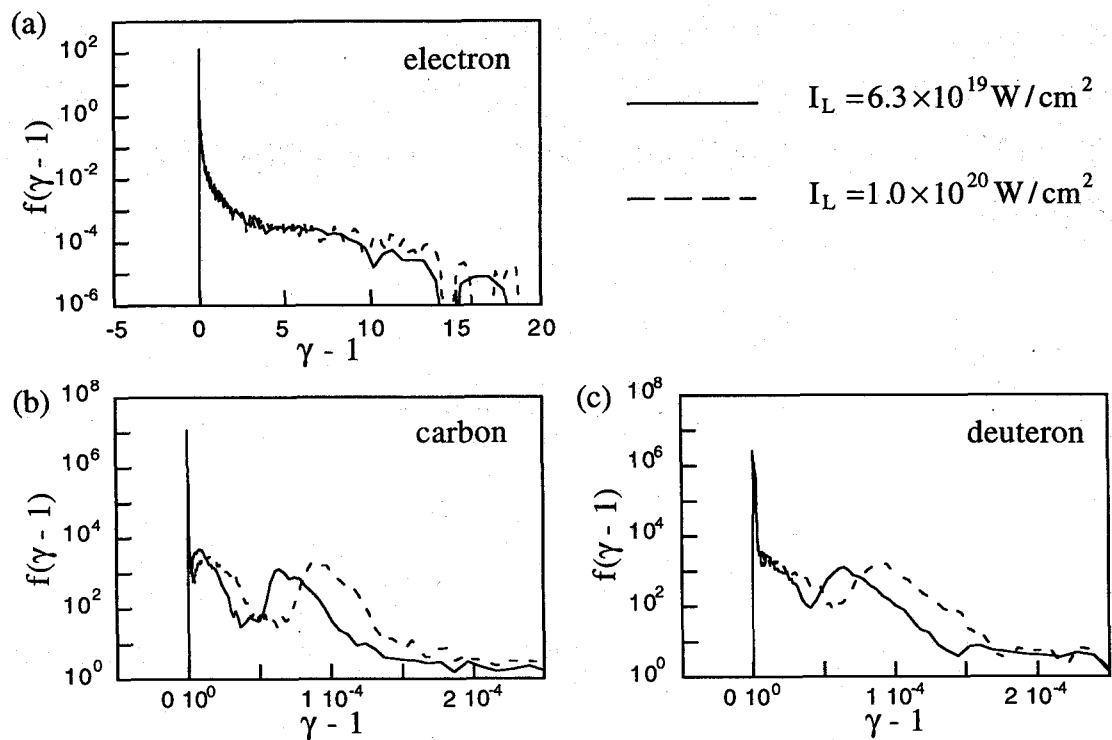 (a)
10^2
10^0
10^-2
10^-4
10^-6
f(γ - 1)
electron
-5 0 5 10 15 20
γ - 1
I_L = 6.3 × 10^19 W/cm^2
I_L = 1.0 × 10^20 W/cm^2
(b)
10^8
10^6
10^4
10^2
10^0
f(γ - 1)
carbon
0 10^0 1 10^-4 2 10^-4
γ - 1
(c)
10^8
10^6
10^4
10^2
10^0
f(γ - 1)
deuteron
0 10^0 1 10^-4 2 10^-4
γ - 1